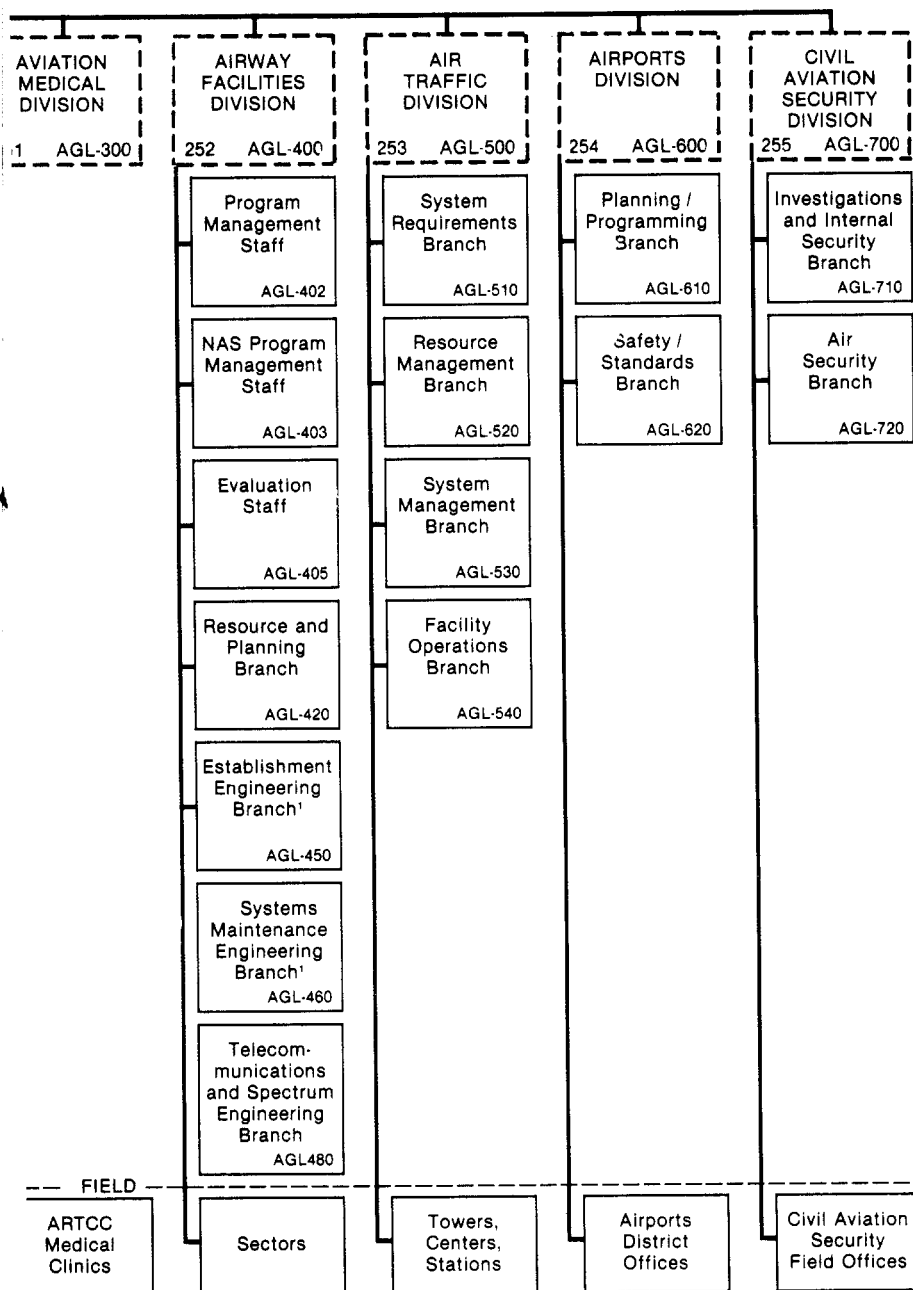 AVIATION
MEDICAL
DIVISION
1 AGL-300
AIRWAY
FACILITIES
DIVISION
252 AGL-400
AIR
TRAFFIC
DIVISION
253 AGL-500
AIRPORTS
DIVISION
254 AGL-600
CIVIL
AVIATION
SECURITY
DIVISION
255 AGL-700
Program
Management
Staff
AGL-402
NAS Program
Management
Staff
AGL-403
Evaluation
Staff
AGL-405
Resource and
Planning
Branch
AGL-420
Establishment
Engineering
Branch¹
AGL-450
Systems
Maintenance
Engineering
Branch¹
AGL-460
Telecom-
munications
and Spectrum
Engineering
Branch
AGL480
System
Requirements
Branch
AGL-510
Resource
Management
Branch
AGL-520
System
Management
Branch
AGL-530
Facility
Operations
Branch
AGL-540
Planning /
Programming
Branch
AGL-610
Safety /
Standards
Branch
AGL-620
Investigations
and Internal
Security
Branch
AGL-710
Air
Security
Branch
AGL-720
FIELD
ARTCC
Medical
Clinics
Sectors
Towers,
Centers,
Stations
Airports
District
Offices
Civil Aviation
Security
Field Offices